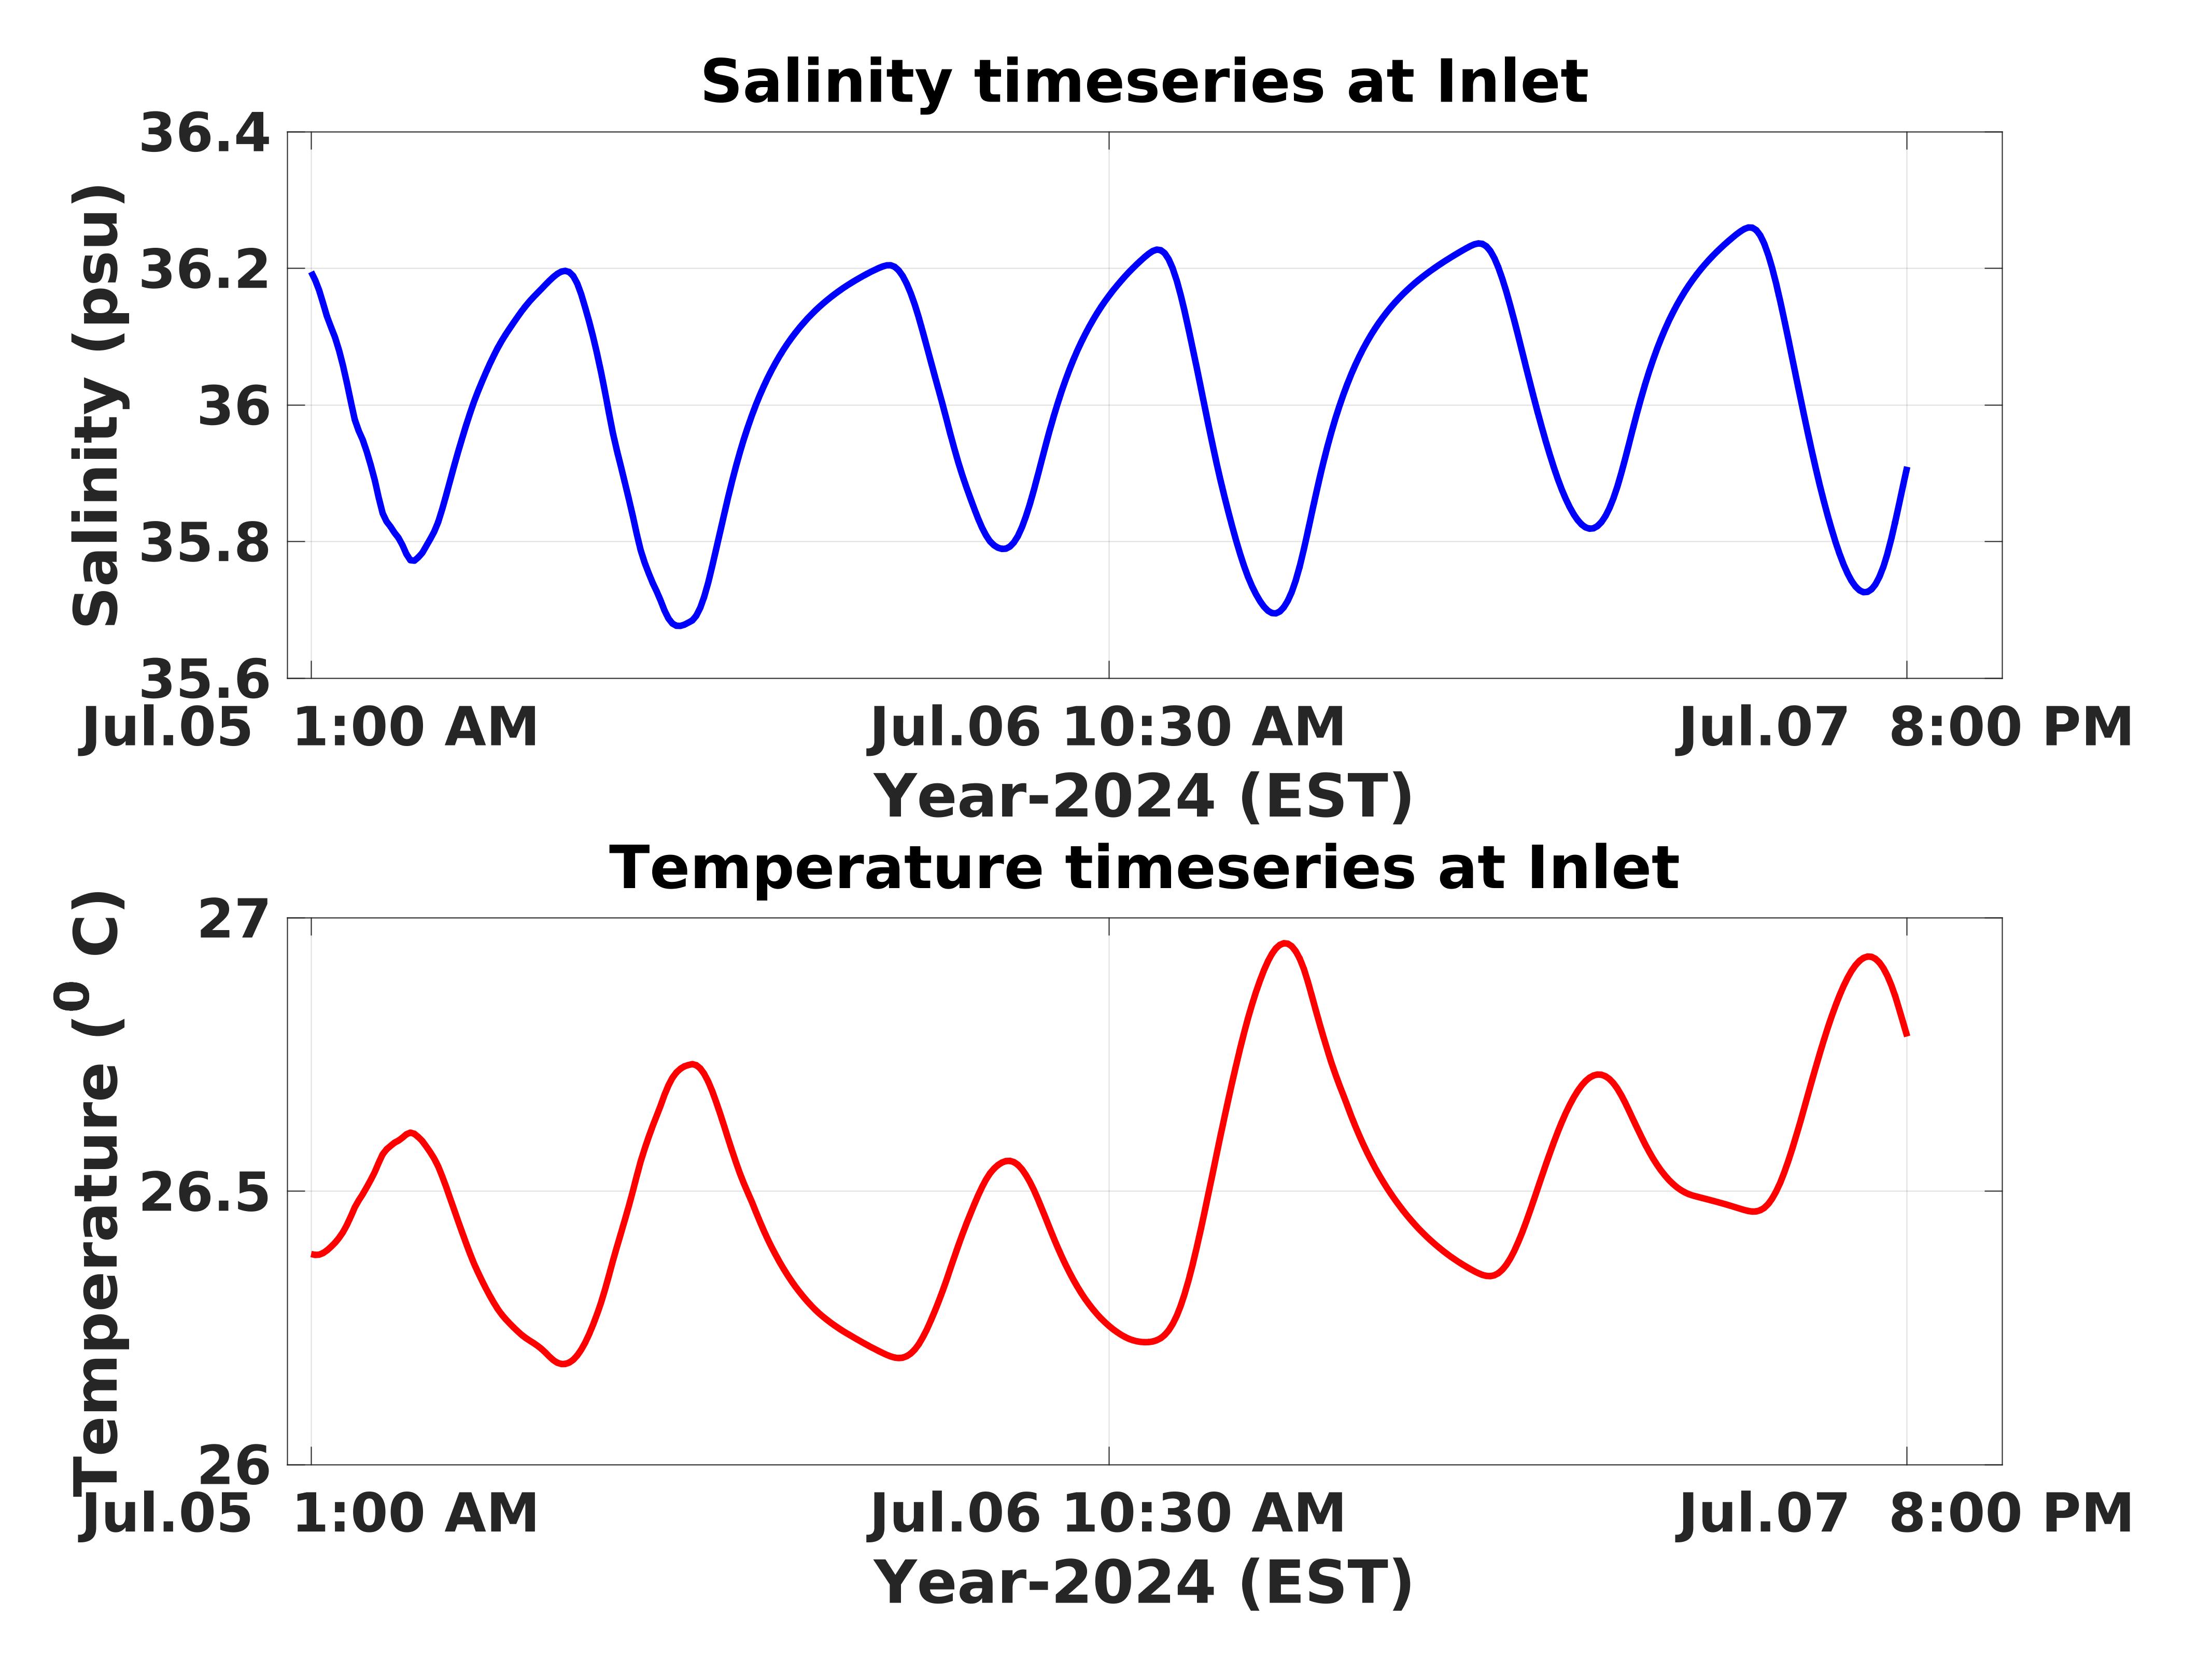 Salinity timeseries at Inlet
Salinity (psu)
36.4
36.2
36
35.8
35.6
Jul.05  1:00 AM
Jul.06 10:30 AM
Jul.07  8:00 PM
Year-2024 (EST)
Temperature timeseries at Inlet
Temperature (⁰ C)
27
26.5
26
Jul.05  1:00 AM
Jul.06 10:30 AM
Jul.07  8:00 PM
Year-2024 (EST)